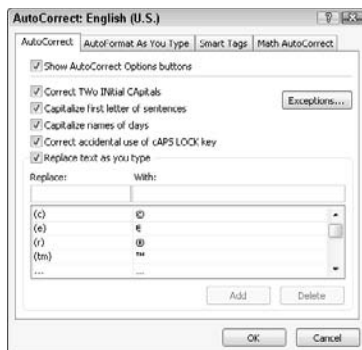 AutoCorrect: English (U.S.)
AutoCorrect AutoFormat As You Type Smart Tags Math AutoCorrect
Show AutoCorrect Options buttons
Correct TWo INitial CApitals
Exceptions...
Capitalize first letter of sentences
Capitalize names of days
Correct accidental use of cAPS LOCK key
Replace text as you type
Replace: With:
(c) ©
(e) €
(r) ®
(tm) ™
... ...
Add Delete
OK Cancel